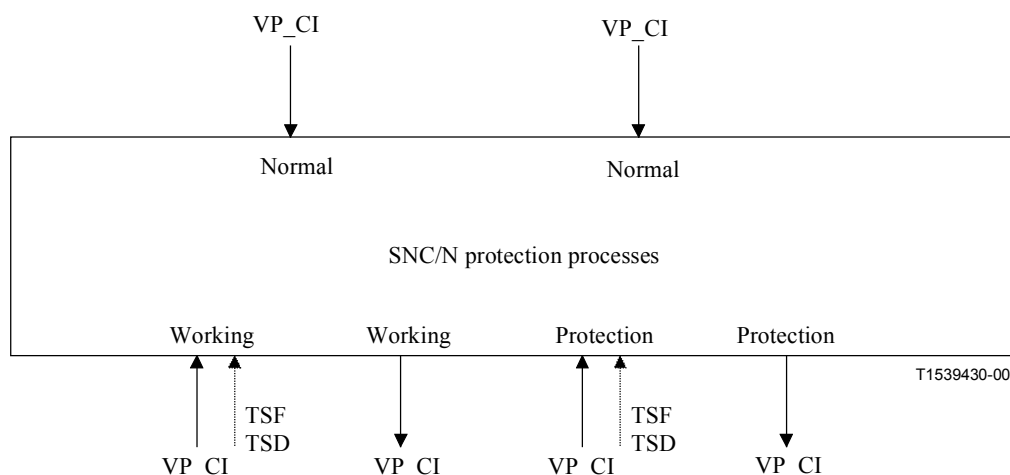 VP_CI VP_CI
Normal Normal
SNC/N protection processes
Working Working Protection Protection
T1539430-00
TSF TSF
TSD TSD
VP_CI VP_CI VP_CI VP_CI